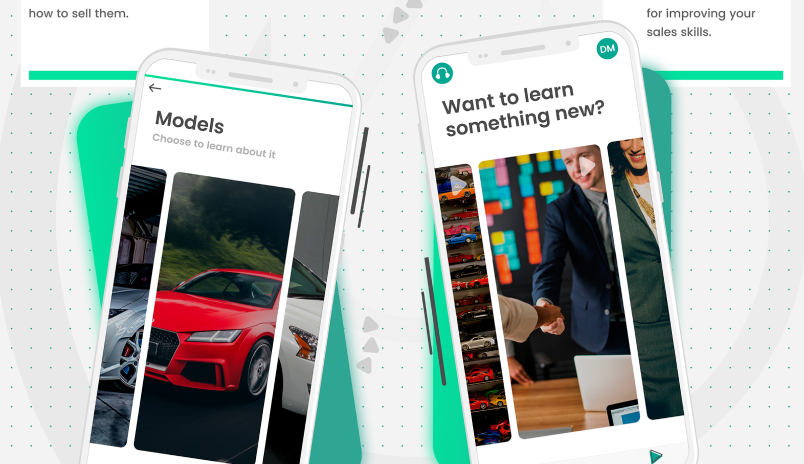 how to sell them.
for improving your
sales skills.
Models
Choose to learn about it
DM
Want to learn
something new?